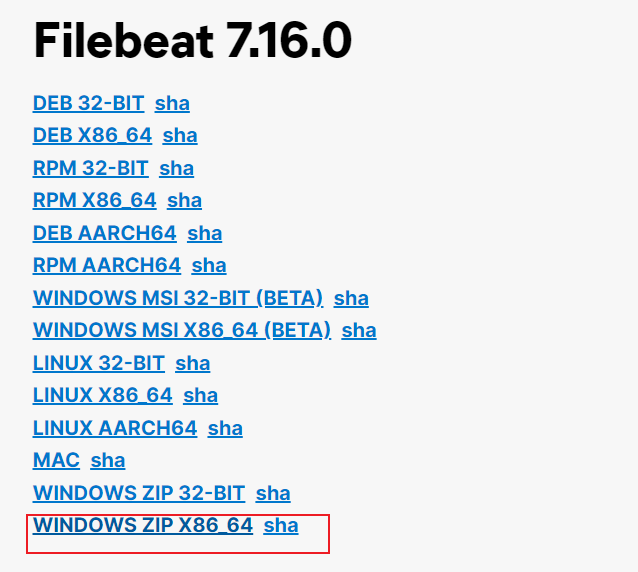 Filebeat 7.16.0
DEB 32-BIT sha
DEB X86_64 sha
RPM 32-BIT sha
RPM X86_64 sha
DEB AARCH64 sha
RPM AARCH64 sha
WINDOWS MSI 32-BIT (BETA) sha
WINDOWS MSI X86_64 (BETA) sha
LINUX 32-BIT sha
LINUX X86_64 sha
LINUX AARCH64 sha
MAC sha
WINDOWS ZIP 32-BIT sha
WINDOWS ZIP X86_64 sha